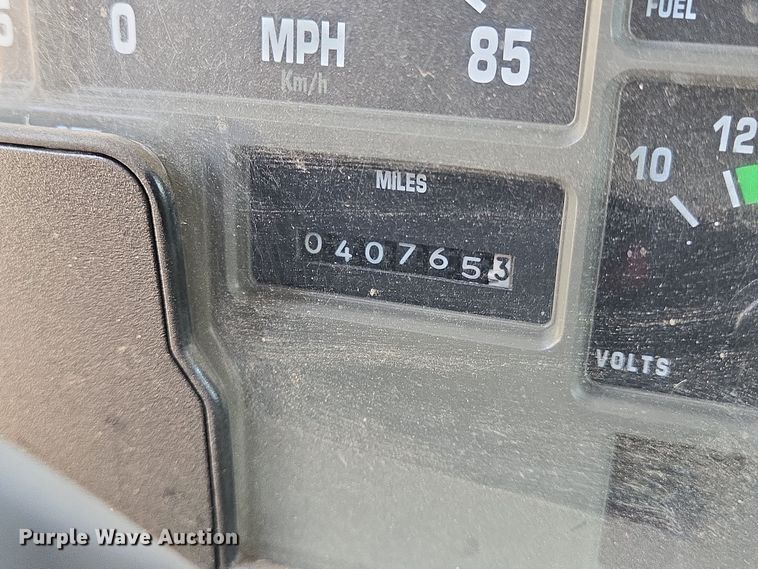 FUEL
0 MPH 85
Km/h
10 12
MILES
0407653
VOLTS
Purple Wave Auction®